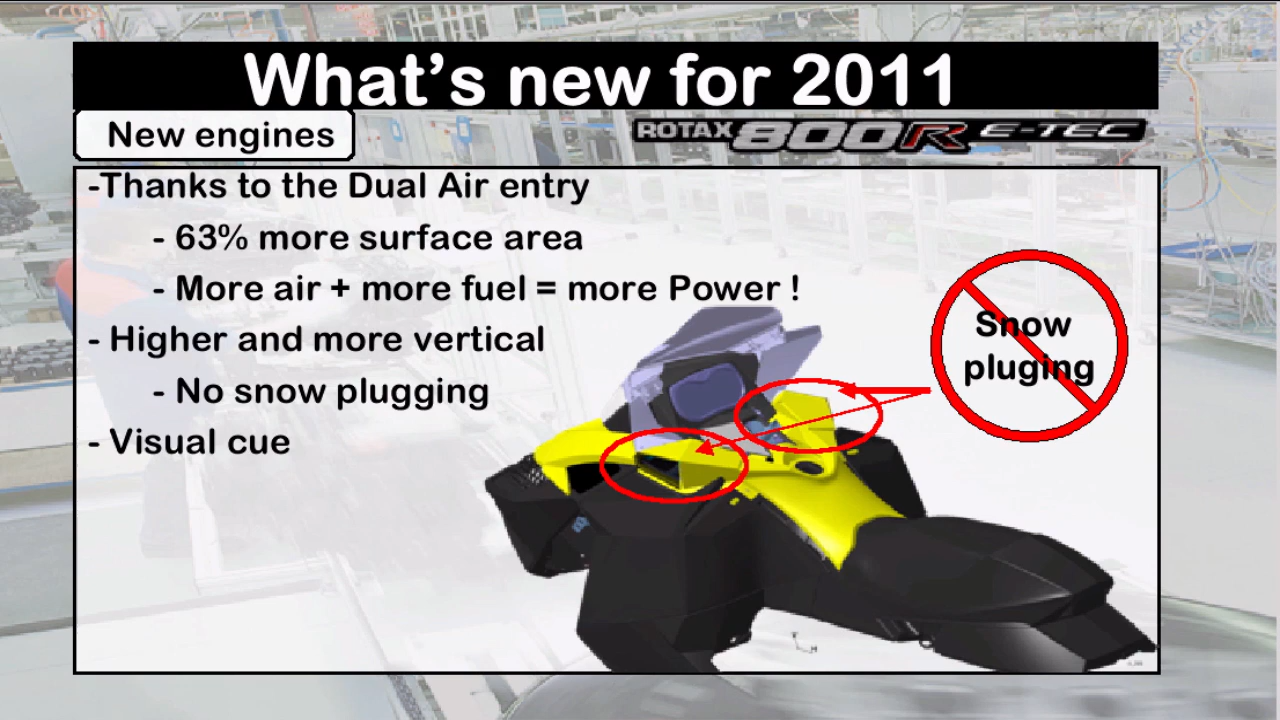 What's new for 2011
New engines
ROTAX 800R E-TEC
-Thanks to the Dual Air entry
- 63% more surface area
- More air + more fuel = more Power !
- Higher and more vertical
- No snow plugging
- Visual cue
Snow
pluging